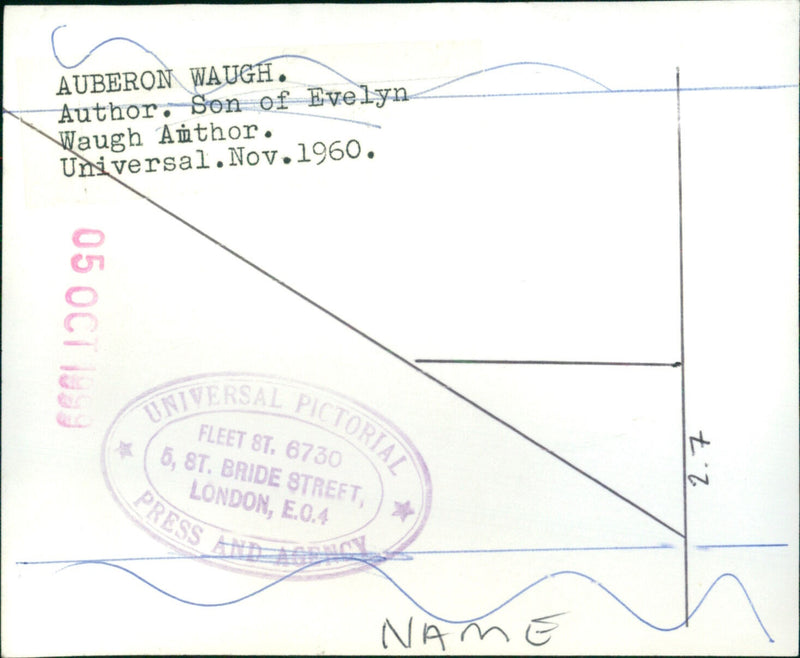 AUBERON WAUGH.
Author. Son of Evelyn
Waugh Author.
Universal.Nov.1960.
05 OCT 1999
UNIVERSAL PICTORIAL
FLEET ST. 6730
5, ST. BRIDE STREET,
LONDON, E.C.4
PRESS AND AGENCY
2.7
NAME